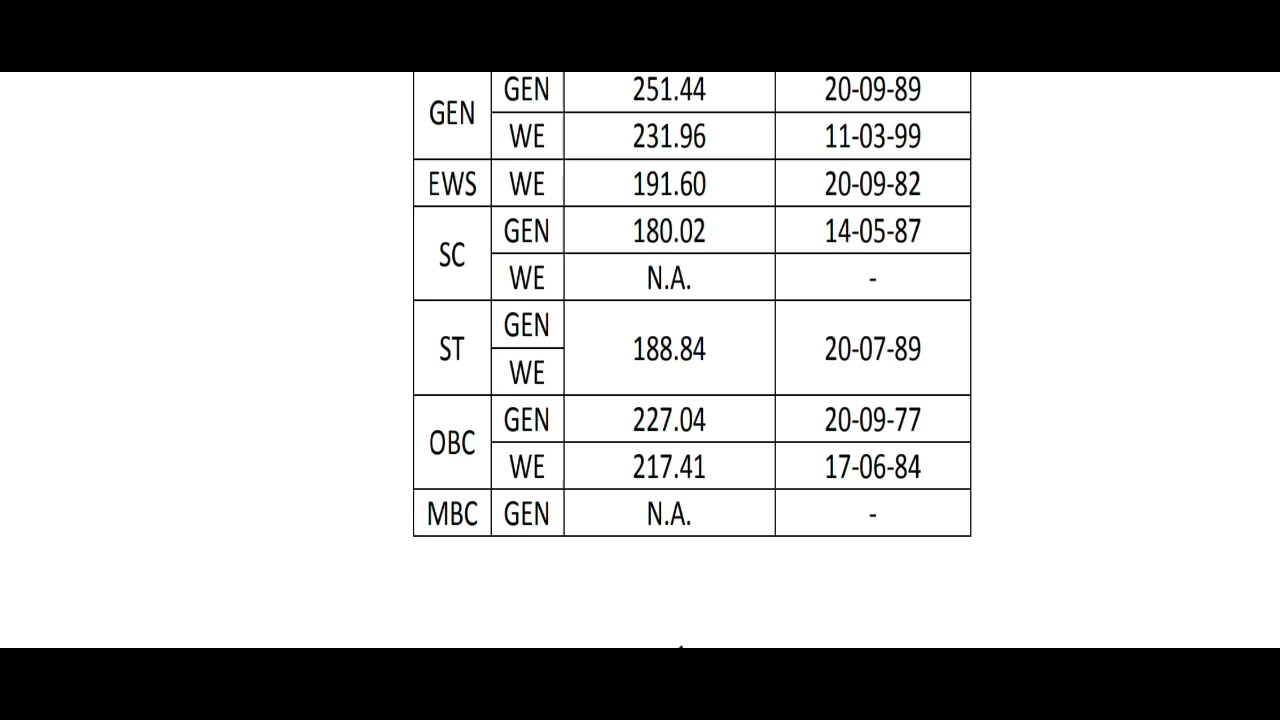 GEN GEN 251.44 20-09-89
WE 231.96 11-03-99
EWS WE 191.60 20-09-82
SC GEN 180.02 14-05-87
WE N.A. -
ST GEN 188.84 20-07-89
WE
OBC GEN 227.04 20-09-77
WE 217.41 17-06-84
MBC GEN N.A. -